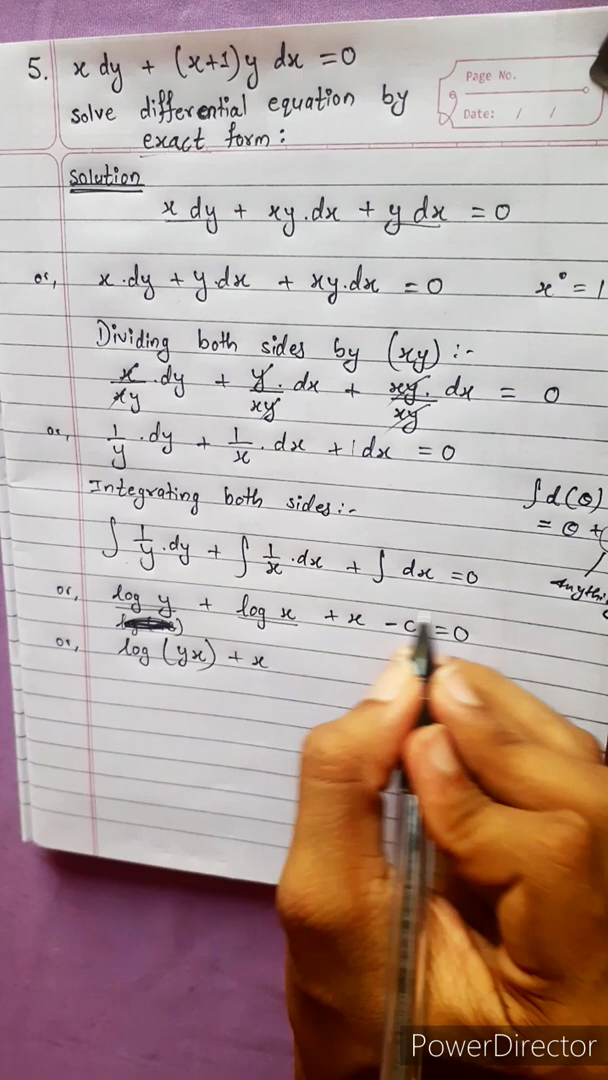 5. x dy + (x+1)y dx = 0
Page No.
Date: / /
solve differential equation by
exact form:
Solution
x dy + xy.dx + y dx = 0
or, x.dy + y.dx + xy.dx = 0 x° = 1
Dividing both sides by (xy) :-
x/xy .dy + y/xy . dx + xy./xy dx = 0
or, 1/y .dy + 1/x . dx + 1dx = 0
Integrating both sides:- ∫d(0)
= 0 +
∫ 1/y .dy + ∫ 1/x .dx + ∫ dx = 0
or, log y + log x + x - c = 0
or, log (yx) + x
PowerDirector